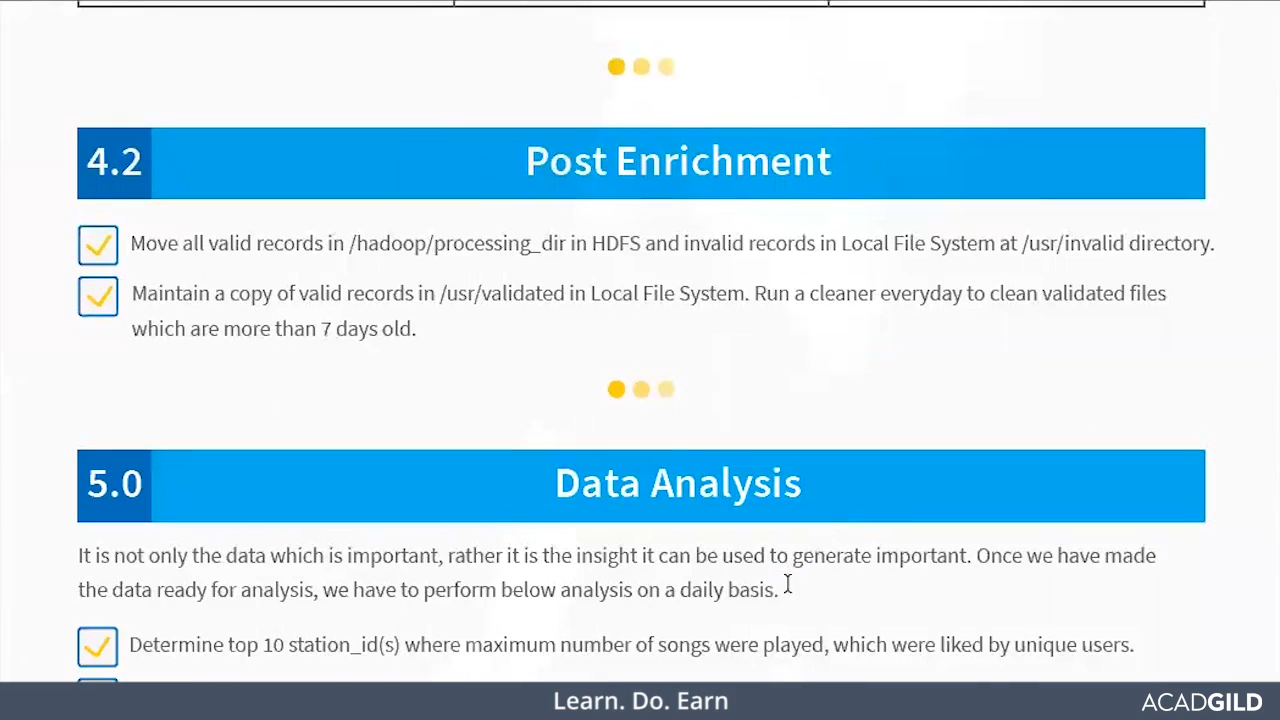 4.2 Post Enrichment
Move all valid records in /hadoop/processing_dir in HDFS and invalid records in Local File System at /usr/invalid directory.
Maintain a copy of valid records in /usr/validated in Local File System. Run a cleaner everyday to clean validated files
which are more than 7 days old.
5.0 Data Analysis
It is not only the data which is important, rather it is the insight it can be used to generate important. Once we have made
the data ready for analysis, we have to perform below analysis on a daily basis.
Determine top 10 station_id(s) where maximum number of songs were played, which were liked by unique users.
Learn. Do. Earn
ACADGILD